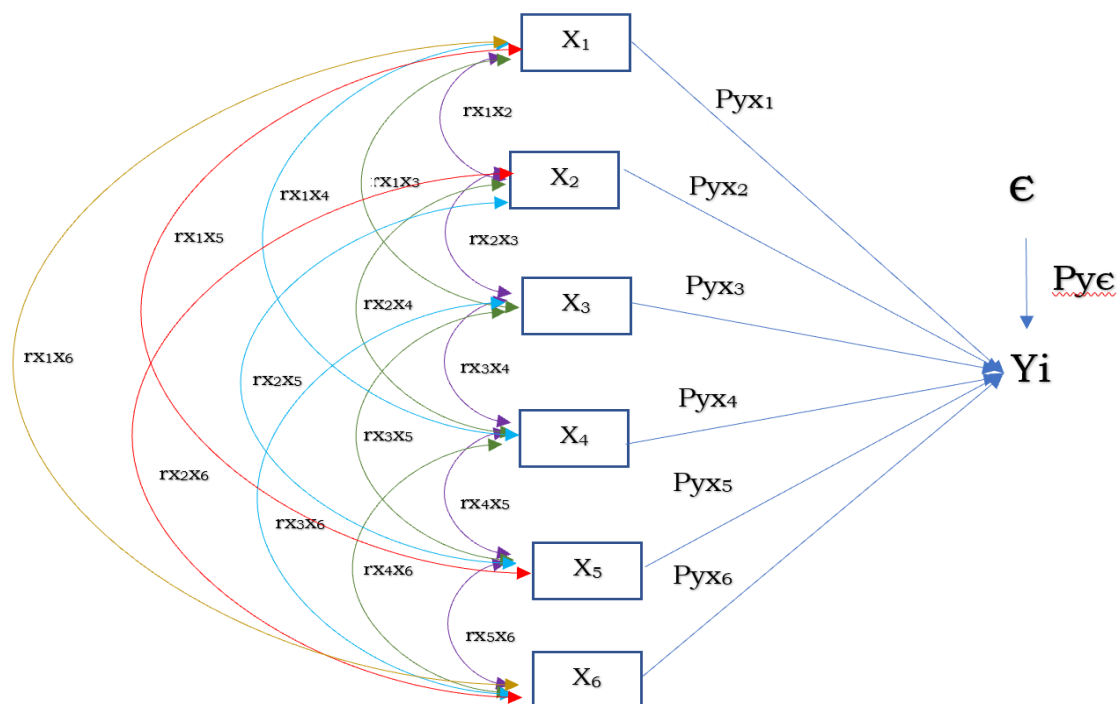 X₁
Pyx₁
rx₁x₂
X₂
rx₁x₃
Pyx₂
rx₁x₄
Є
rx₁x₅
rx₂x₃
Pyx₃
Pyє
X₃
rx₂x₄
rx₁x₆
Yi
rx₃x₄
rx₂x₅
Pyx₄
X₄
rx₃x₅
rx₂x₆
Pyx₅
rx₄x₅
rx₃x₆
rx₄x₆
X₅
Pyx₆
rx₅x₆
X₆